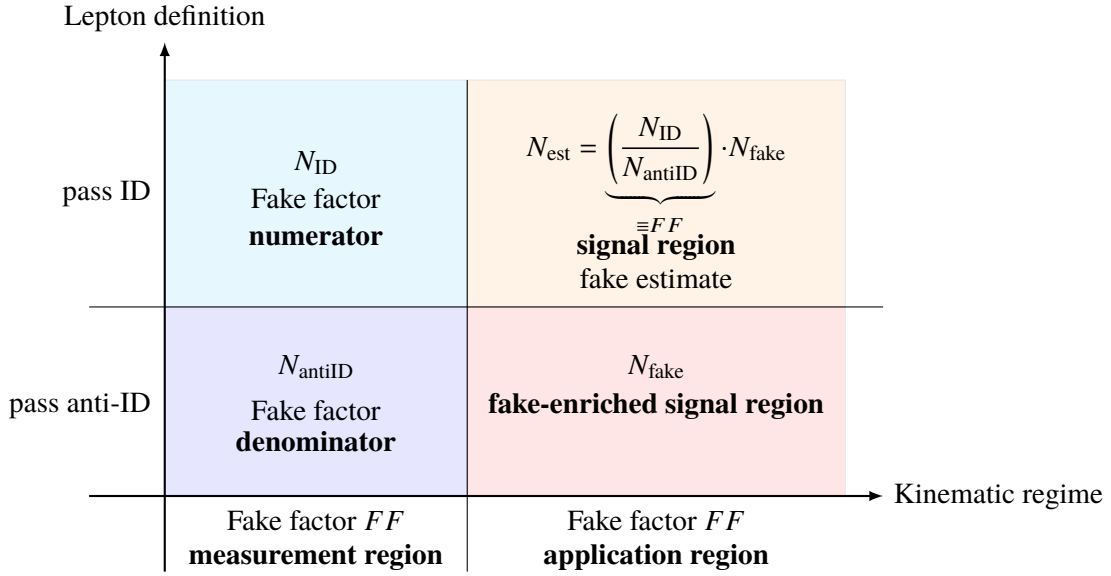 Lepton definition
pass ID
N_ID
Fake factor
numerator
N_est = (N_ID / N_antiID) · N_fake
≡FF
signal region
fake estimate
pass anti-ID
N_antiID
Fake factor
denominator
N_fake
fake-enriched signal region
Kinematic regime
Fake factor FF
measurement region
Fake factor FF
application region